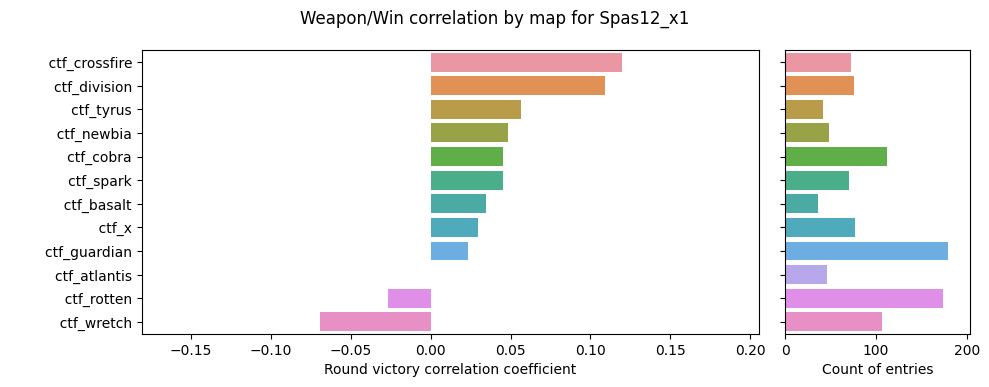 Weapon/Win correlation by map for Spas12_x1
ctf_crossfire
ctf_division
ctf_tyrus
ctf_newbia
ctf_cobra
ctf_spark
ctf_basalt
ctf_x
ctf_guardian
ctf_atlantis
ctf_rotten
ctf_wretch
−0.15 −0.10 −0.05 0.00 0.05 0.10 0.15 0.20
Round victory correlation coefficient
0 100 200
Count of entries